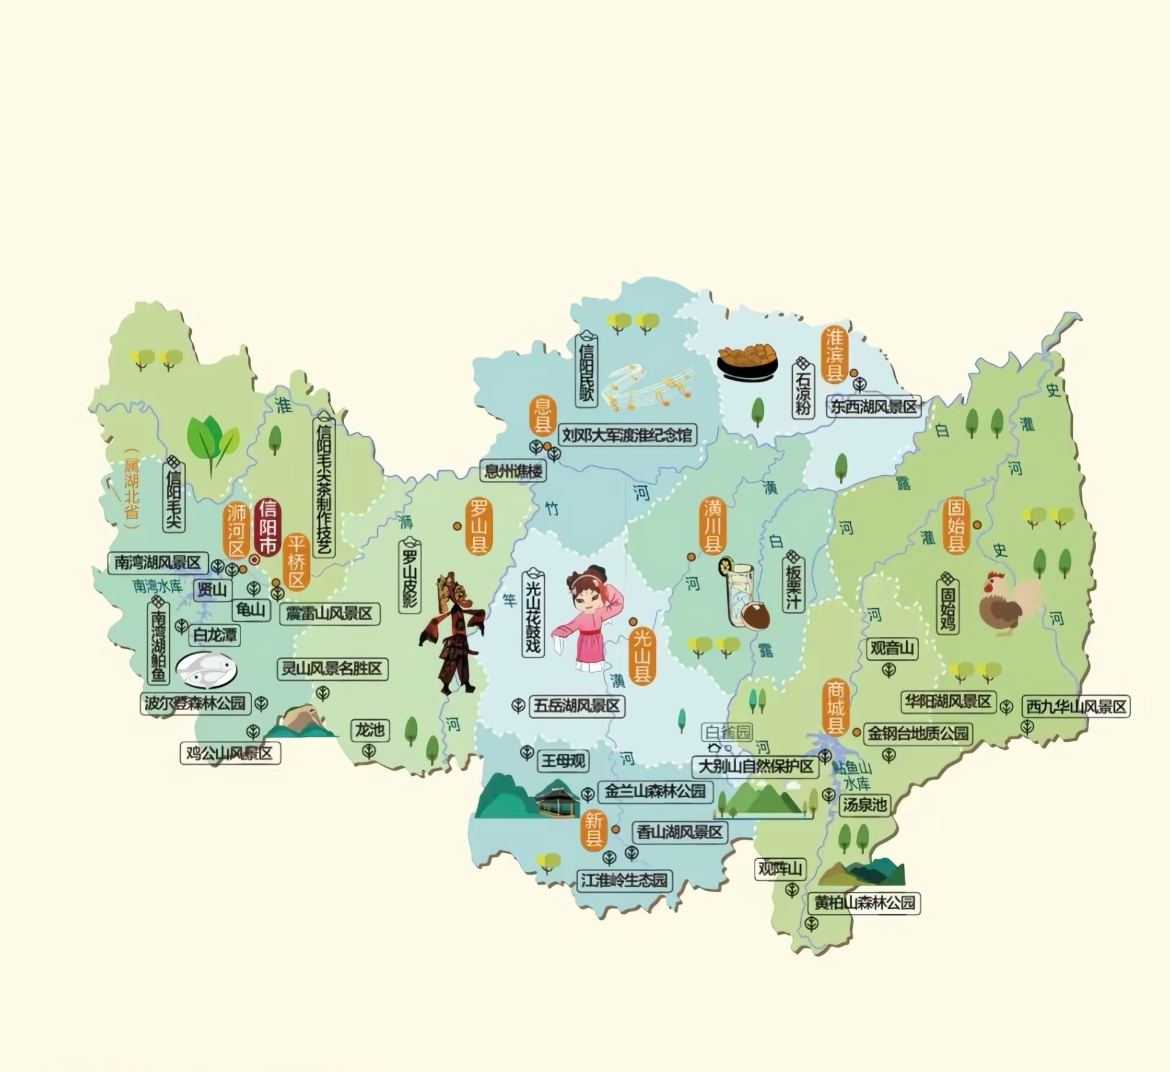 信阳民歌
淮滨县
石凉粉
东西湖风景区
息县
刘邓大军渡淮纪念馆
息州谯楼
淮
信阳毛尖茶制作技艺
（属湖北省）
信阳毛尖
浉河区
信阳市
平桥区
南湾湖风景区
南湾水库
贤山
龟山
震雷山风景区
南湾湖鲌鱼
白龙潭
灵山风景名胜区
波尔登森林公园
鸡公山风景区
龙池
浉
河
罗山县
罗山皮影
竹
竿
河
光山花鼓戏
光山县
五岳湖风景区
潢
河
潢川县
潢
河
板栗汁
白
露
河
白
露
河
史
灌
河
固始县
灌
河
史
河
固始鸡
观音山
华阳湖风景区
西九华山风景区
商城县
金钢台地质公园
白雀园
大别山自然保护区
鲇鱼山
水库
汤泉池
王母观
金兰山森林公园
新县
香山湖风景区
江淮岭生态园
观阵山
黄柏山森林公园